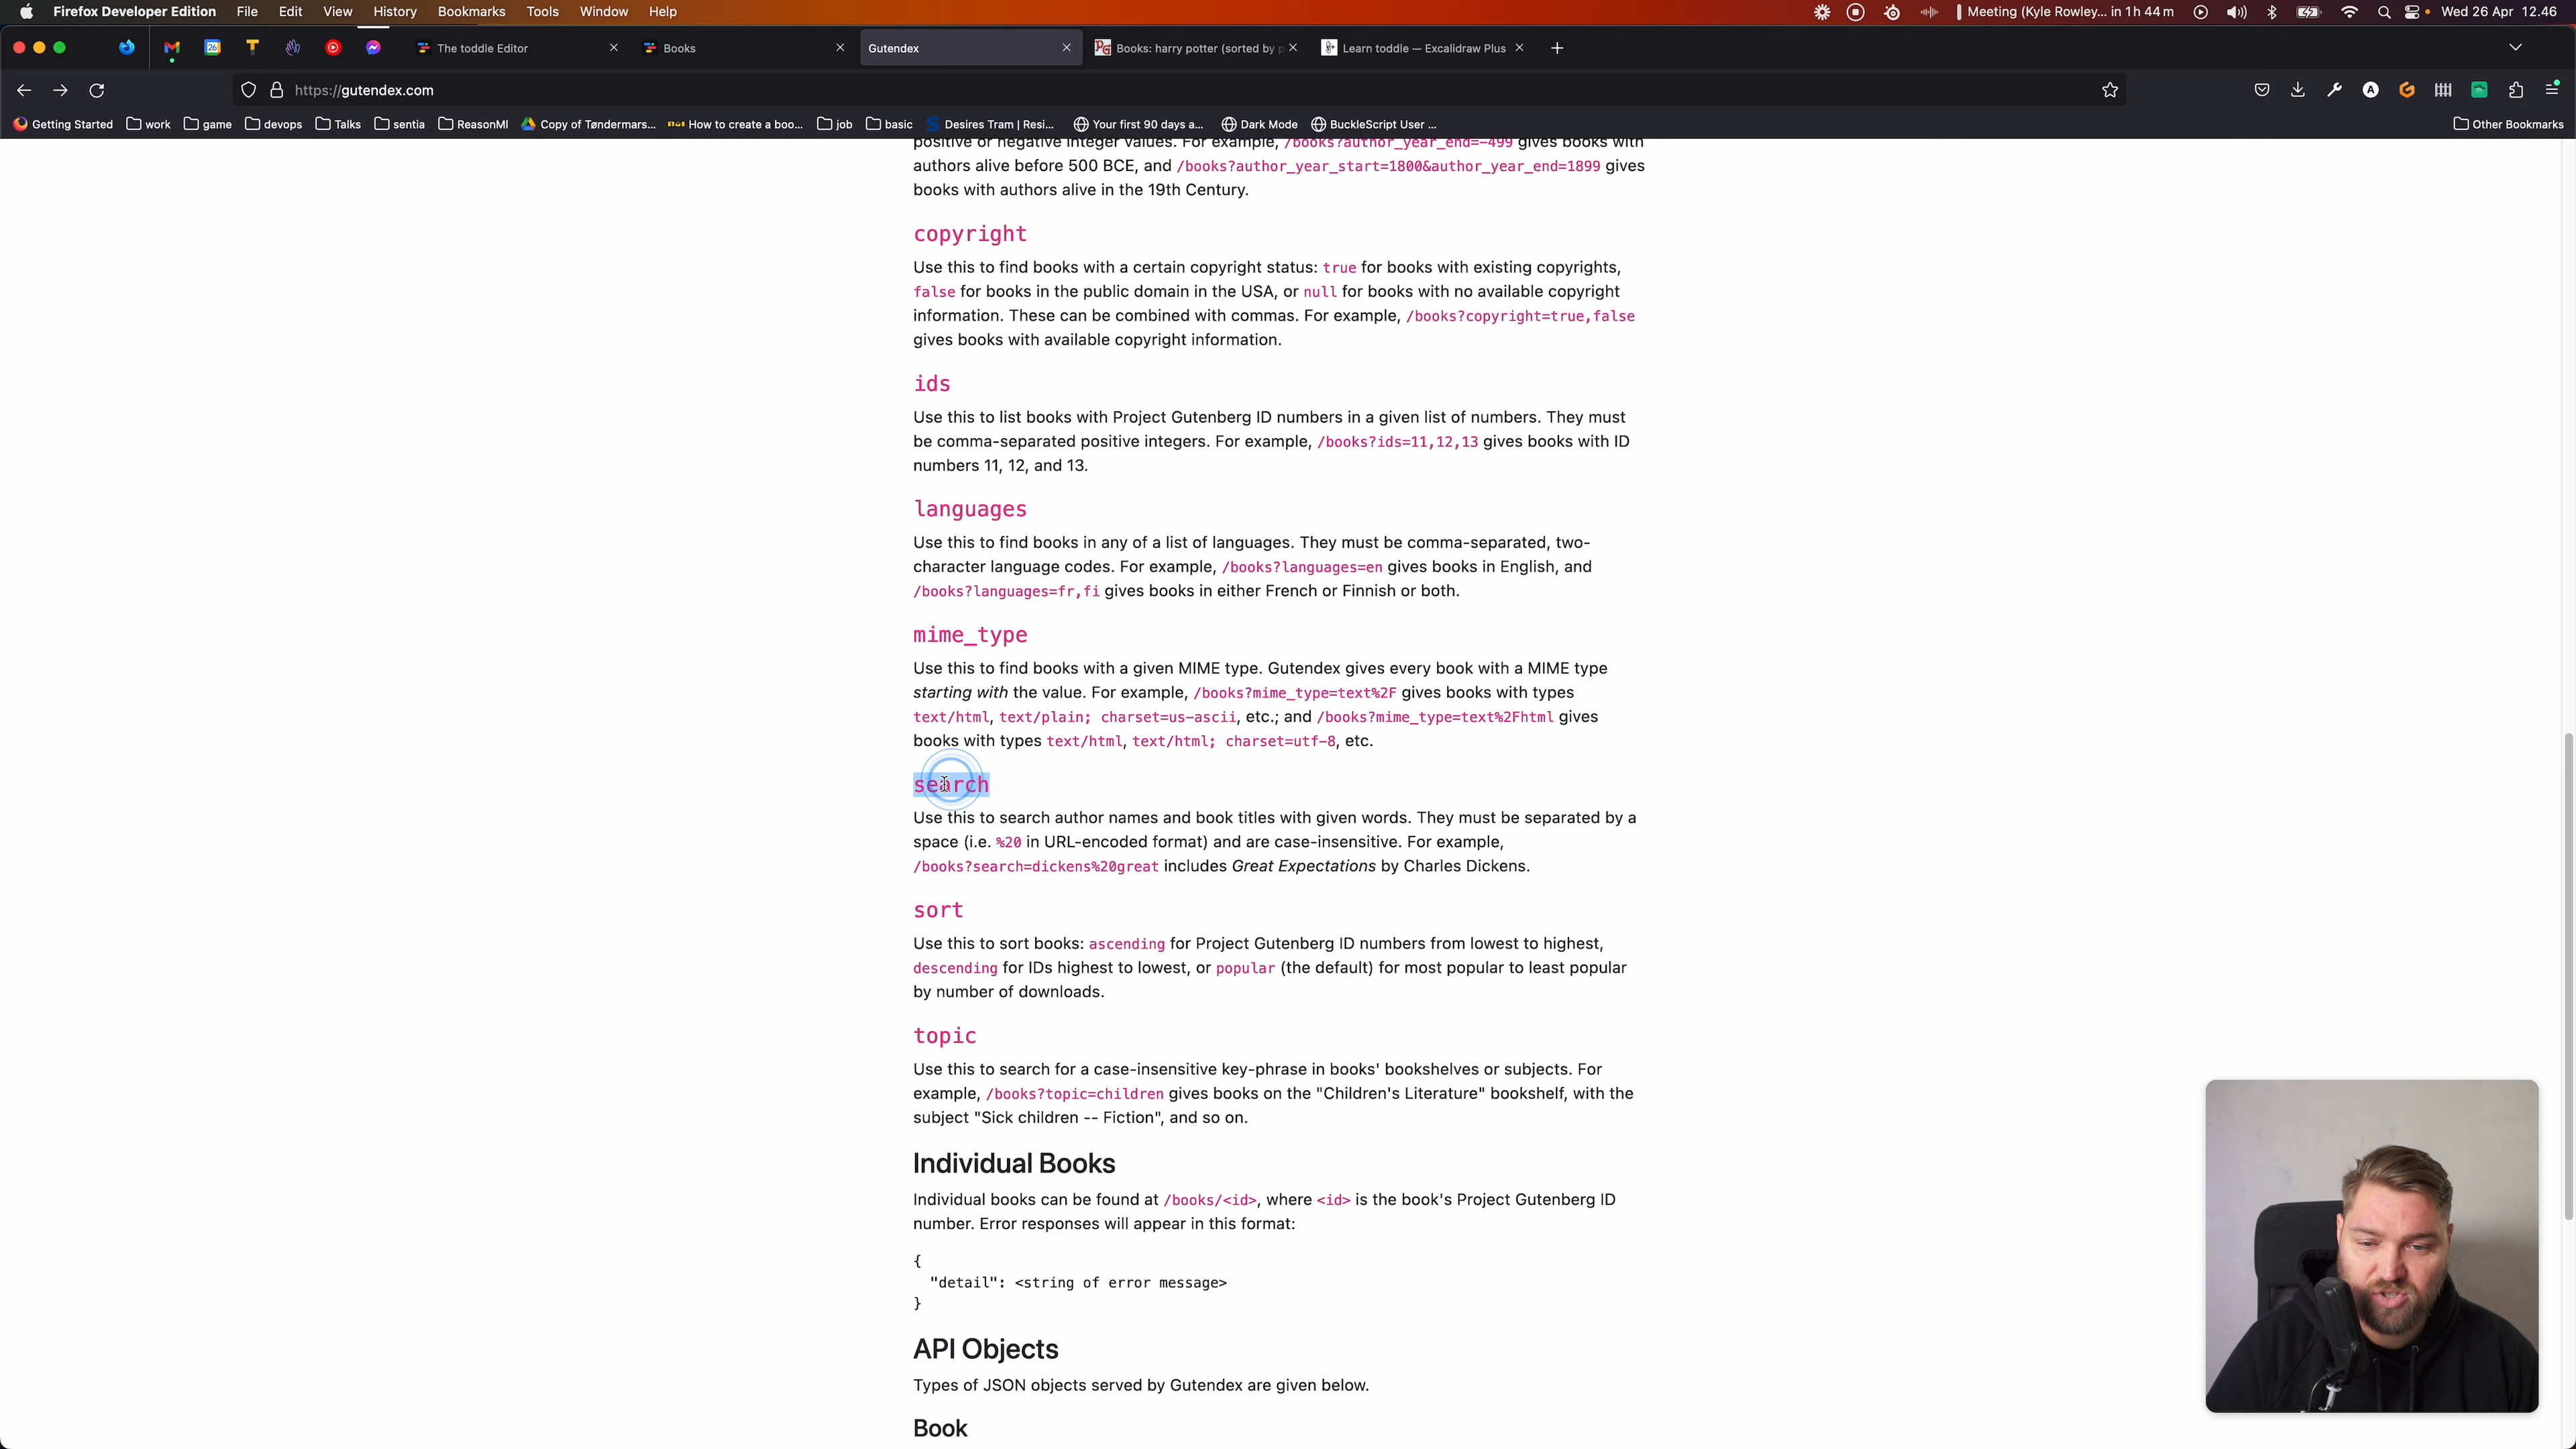 Firefox Developer Edition File Edit View History Bookmarks Tools Window Help Meeting (Kyle Rowley... in 1 h 44 m Wed 26 Apr 12.46
26 The toddle Editor Books Gutendex Books: harry potter (sorted by p Learn toddle — Excalidraw Plus
https://gutendex.com
Getting Started work game devops Talks sentia ReasonMl Copy of Tøndermars... How to create a boo... job basic Desires Tram | Resi... Your first 90 days a... Dark Mode BuckleScript User ... Other Bookmarks
positive or negative integer values. For example, /books?author_year_end=-499 gives books with
authors alive before 500 BCE, and /books?author_year_start=1800&author_year_end=1899 gives
books with authors alive in the 19th Century.
copyright
Use this to find books with a certain copyright status: true for books with existing copyrights,
false for books in the public domain in the USA, or null for books with no available copyright
information. These can be combined with commas. For example, /books?copyright=true,false
gives books with available copyright information.
ids
Use this to list books with Project Gutenberg ID numbers in a given list of numbers. They must
be comma-separated positive integers. For example, /books?ids=11,12,13 gives books with ID
numbers 11, 12, and 13.
languages
Use this to find books in any of a list of languages. They must be comma-separated, two-
character language codes. For example, /books?languages=en gives books in English, and
/books?languages=fr,fi gives books in either French or Finnish or both.
mime_type
Use this to find books with a given MIME type. Gutendex gives every book with a MIME type
starting with the value. For example, /books?mime_type=text%2F gives books with types
text/html, text/plain; charset=us-ascii, etc.; and /books?mime_type=text%2Fhtml gives
books with types text/html, text/html; charset=utf-8, etc.
search
Use this to search author names and book titles with given words. They must be separated by a
space (i.e. %20 in URL-encoded format) and are case-insensitive. For example,
/books?search=dickens%20great includes Great Expectations by Charles Dickens.
sort
Use this to sort books: ascending for Project Gutenberg ID numbers from lowest to highest,
descending for IDs highest to lowest, or popular (the default) for most popular to least popular
by number of downloads.
topic
Use this to search for a case-insensitive key-phrase in books' bookshelves or subjects. For
example, /books?topic=children gives books on the "Children's Literature" bookshelf, with the
subject "Sick children -- Fiction", and so on.
Individual Books
Individual books can be found at /books/<id>, where <id> is the book's Project Gutenberg ID
number. Error responses will appear in this format:
{
"detail": <string of error message>
}
API Objects
Types of JSON objects served by Gutendex are given below.
Book